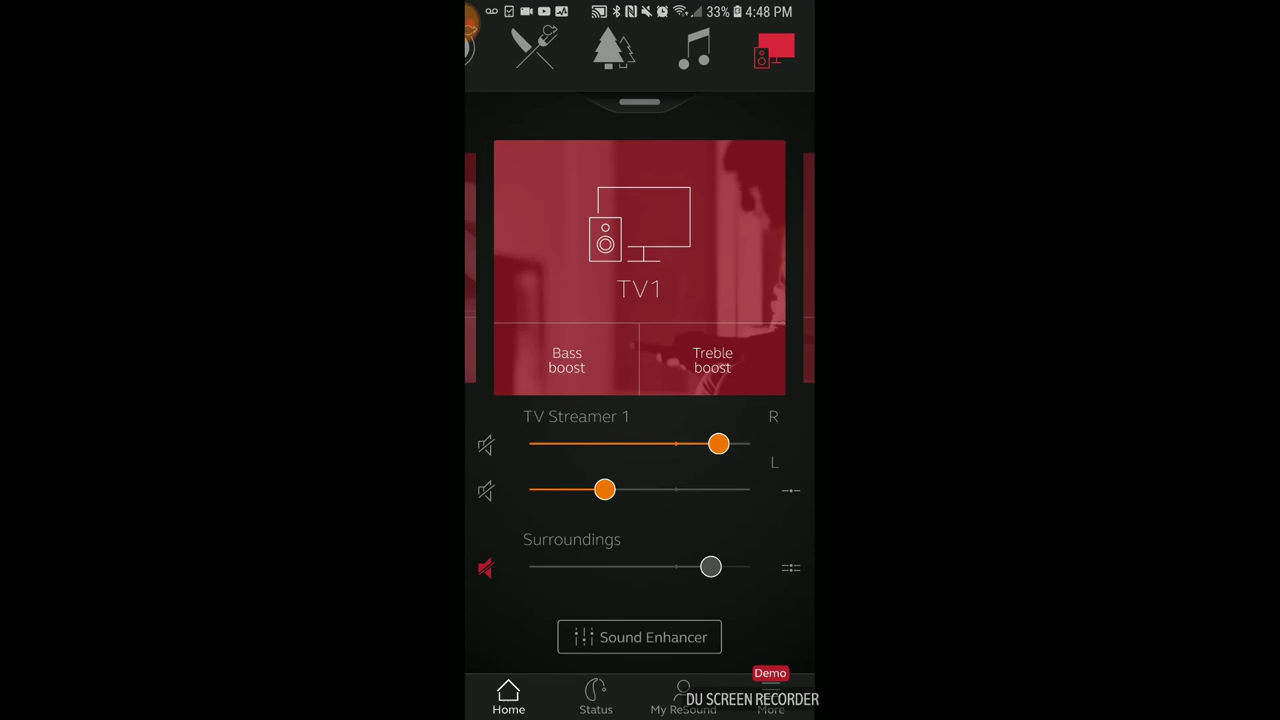 33% 4:48 PM
TV1
Bass
boost
Treble
boost
TV Streamer 1
R
L
Surroundings
Sound Enhancer
Demo
Home
Status
My ReSound
More
DU SCREEN RECORDER